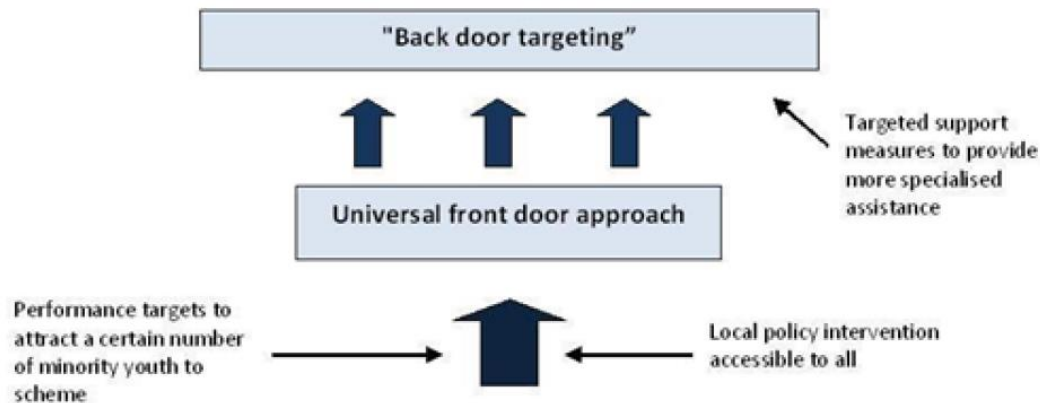 "Back door targeting”
Targeted support
measures to provide
more specialised
assistance
Universal front door approach
Performance targets to
attract a certain number
of minority youth to
scheme
Local policy intervention
accessible to all